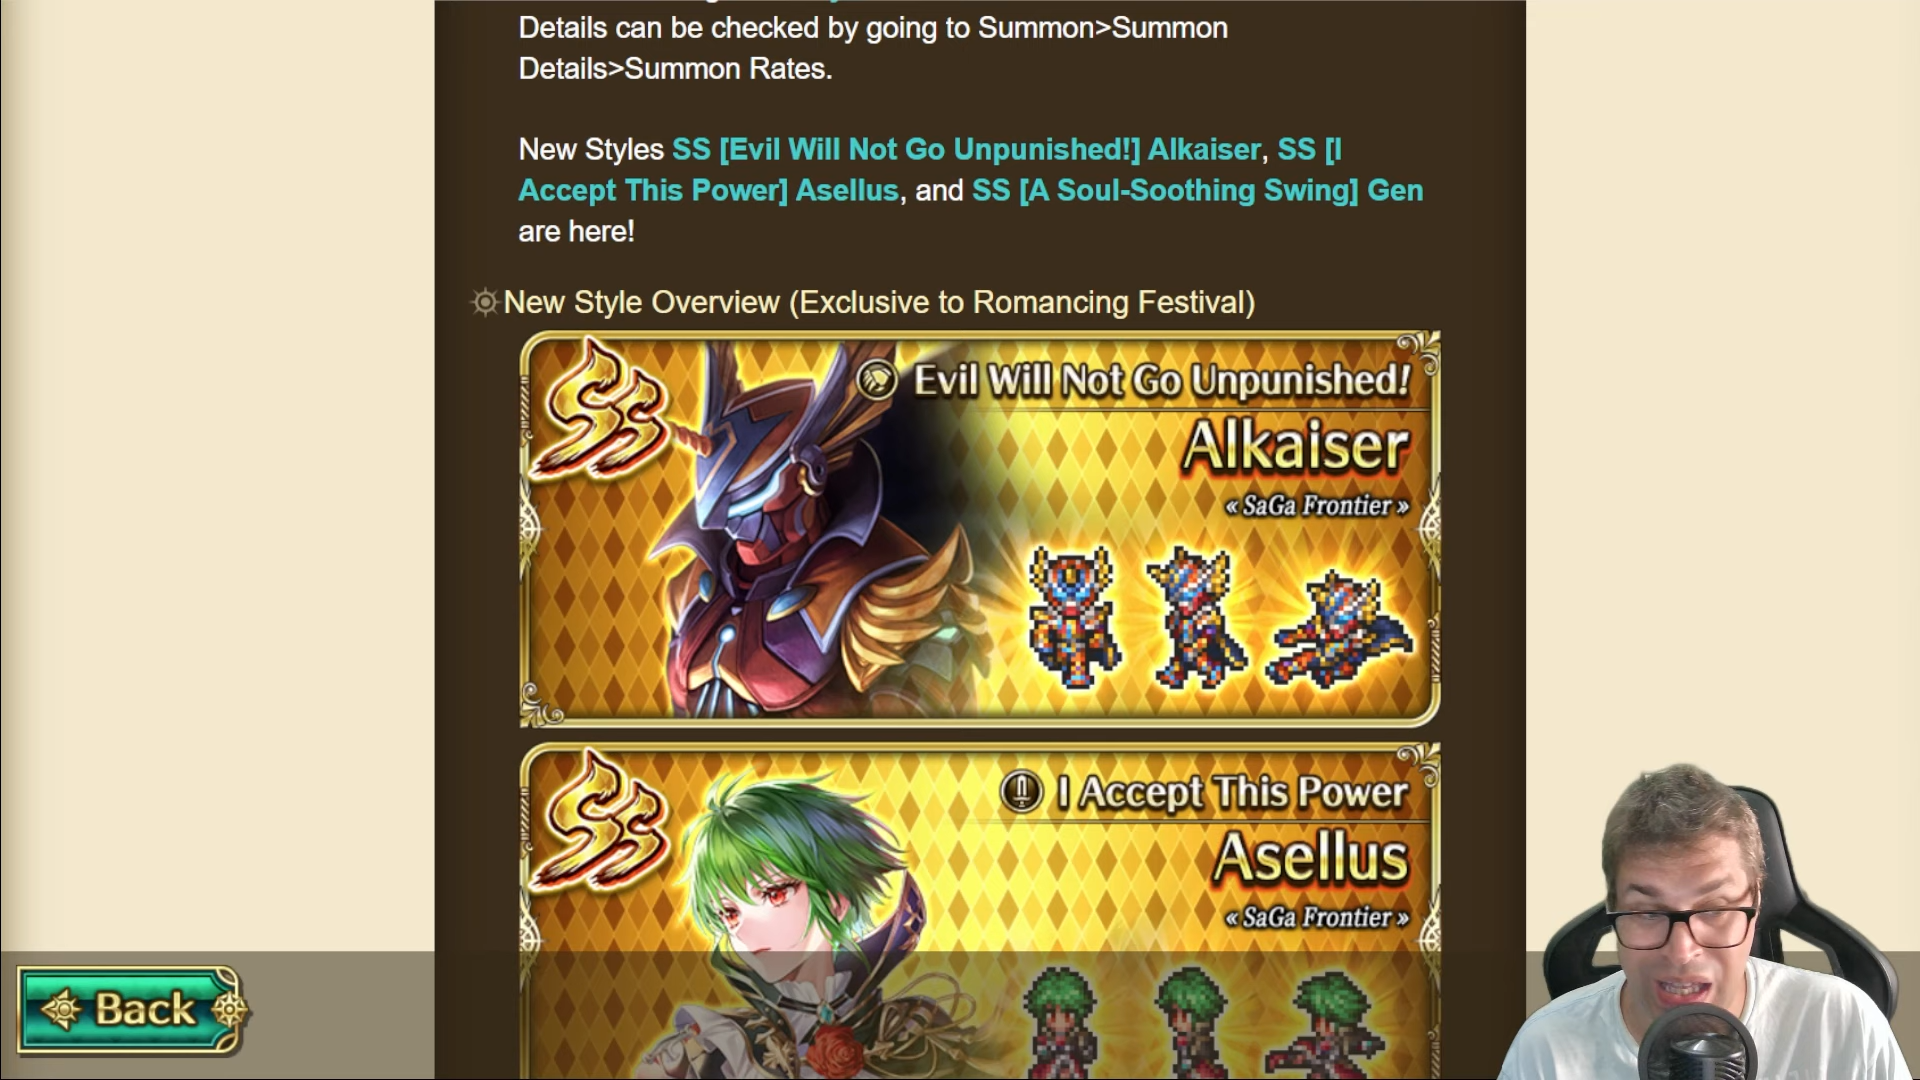 Details can be checked by going to Summon>Summon
Details>Summon Rates.
New Styles SS [Evil Will Not Go Unpunished!] Alkaiser, SS [I
Accept This Power] Asellus, and SS [A Soul-Soothing Swing] Gen
are here!
New Style Overview (Exclusive to Romancing Festival)
SS
Evil Will Not Go Unpunished!
Alkaiser
« SaGa Frontier »
SS
I Accept This Power
Asellus
« SaGa Frontier »
Back